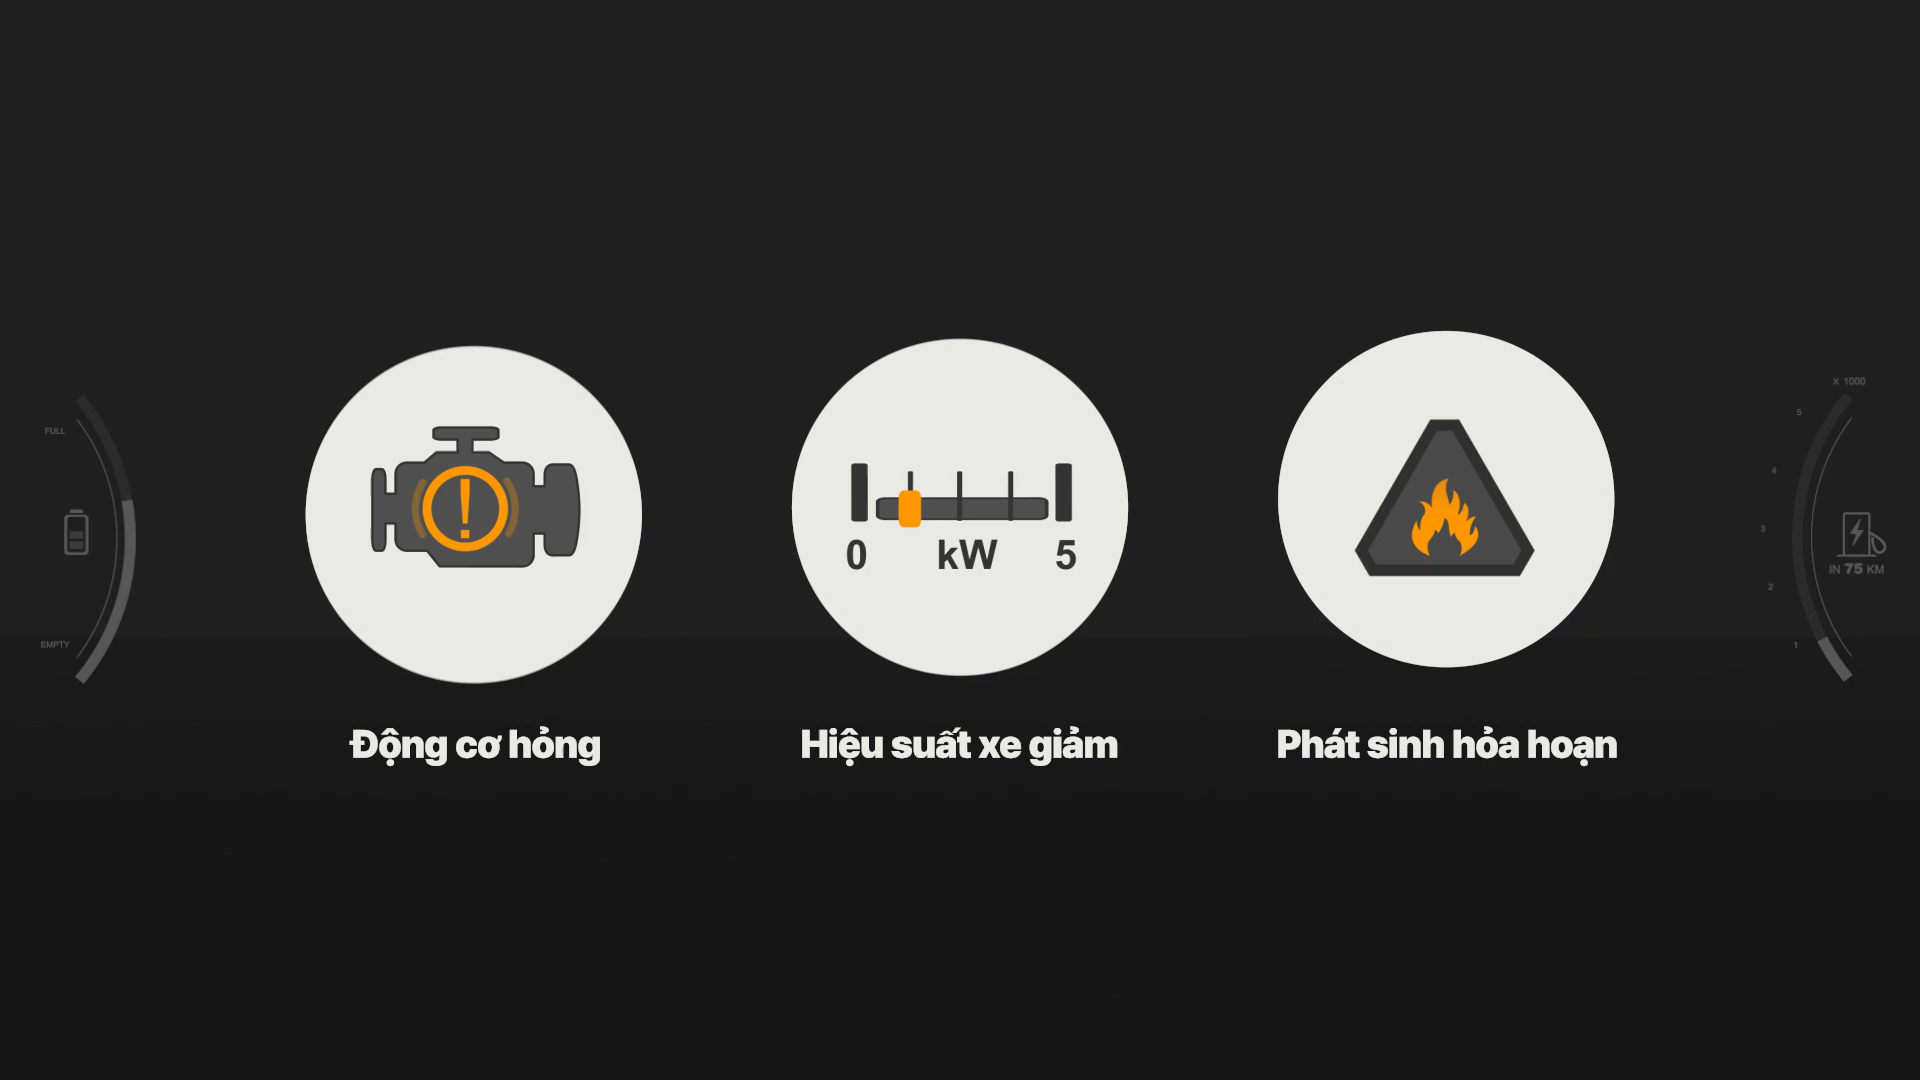 x 1000
5
FULL
4
3
0 kW 5
IN 75 KM
2
EMPTY
1
Động cơ hỏng
Hiệu suất xe giảm
Phát sinh hỏa hoạn